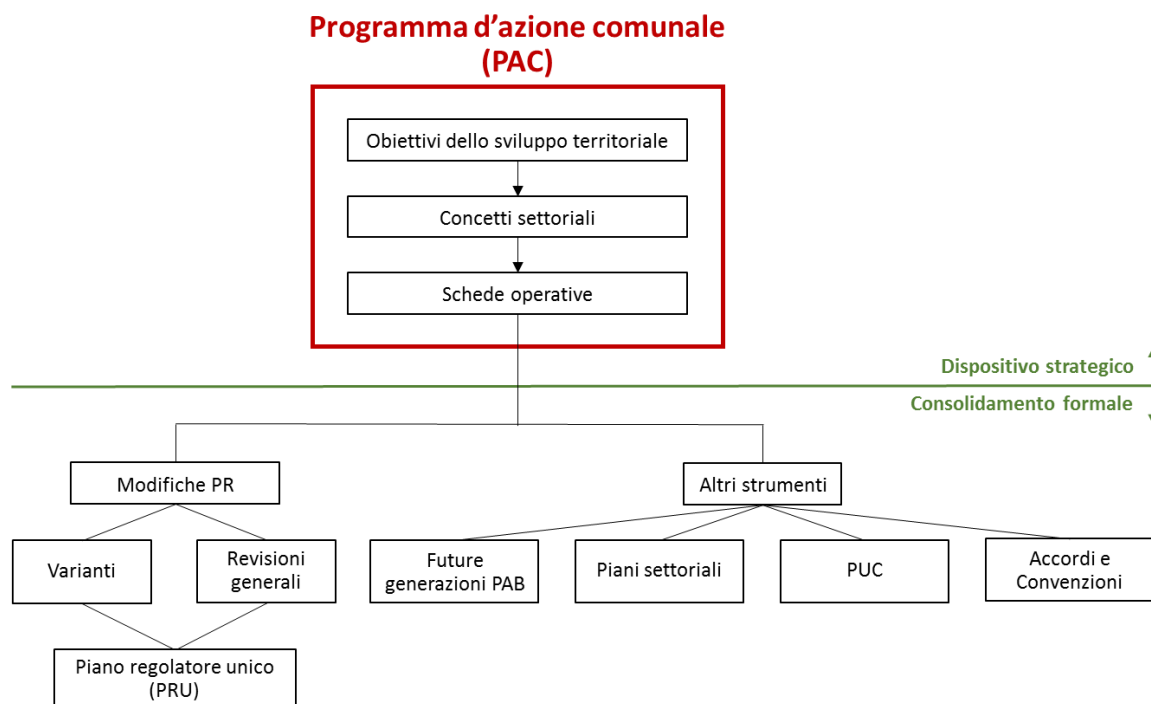 Programma d’azione comunale
(PAC)
Obiettivi dello sviluppo territoriale
Concetti settoriali
Schede operative
Dispositivo strategico
Consolidamento formale
Modifiche PR
Altri strumenti
Varianti
Revisioni
generali
Future
generazioni PAB
Piani settoriali
PUC
Accordi e
Convenzioni
Piano regolatore unico
(PRU)